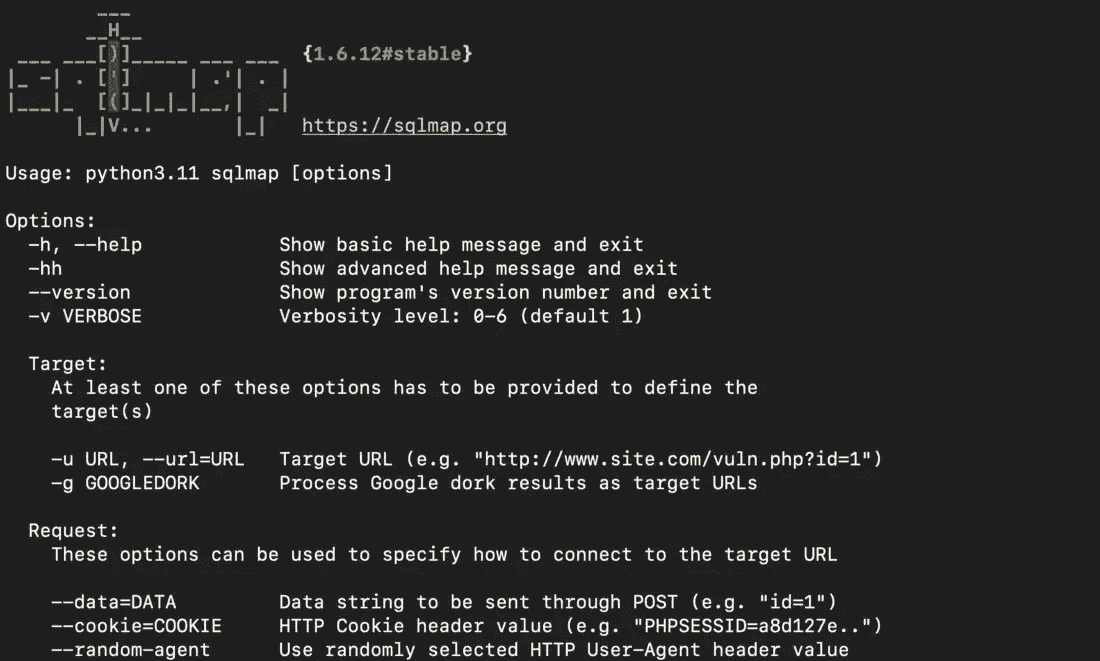 ___
       __H__
 ___ ___[)]_____ ___ ___  {1.6.12#stable}
|_ -| . [']     | .'| . |
|___|_  [(]_|_|_|__,|  _|
      |_|V...       |_|   https://sqlmap.org
Usage: python3.11 sqlmap [options]
Options:
  -h, --help            Show basic help message and exit
  -hh                   Show advanced help message and exit
  --version             Show program's version number and exit
  -v VERBOSE            Verbosity level: 0-6 (default 1)
  Target:
    At least one of these options has to be provided to define the
    target(s)
    -u URL, --url=URL   Target URL (e.g. "http://www.site.com/vuln.php?id=1")
    -g GOOGLEDORK       Process Google dork results as target URLs
  Request:
    These options can be used to specify how to connect to the target URL
    --data=DATA         Data string to be sent through POST (e.g. "id=1")
    --cookie=COOKIE     HTTP Cookie header value (e.g. "PHPSESSID=a8d127e..")
    --random-agent      Use randomly selected HTTP User-Agent header value